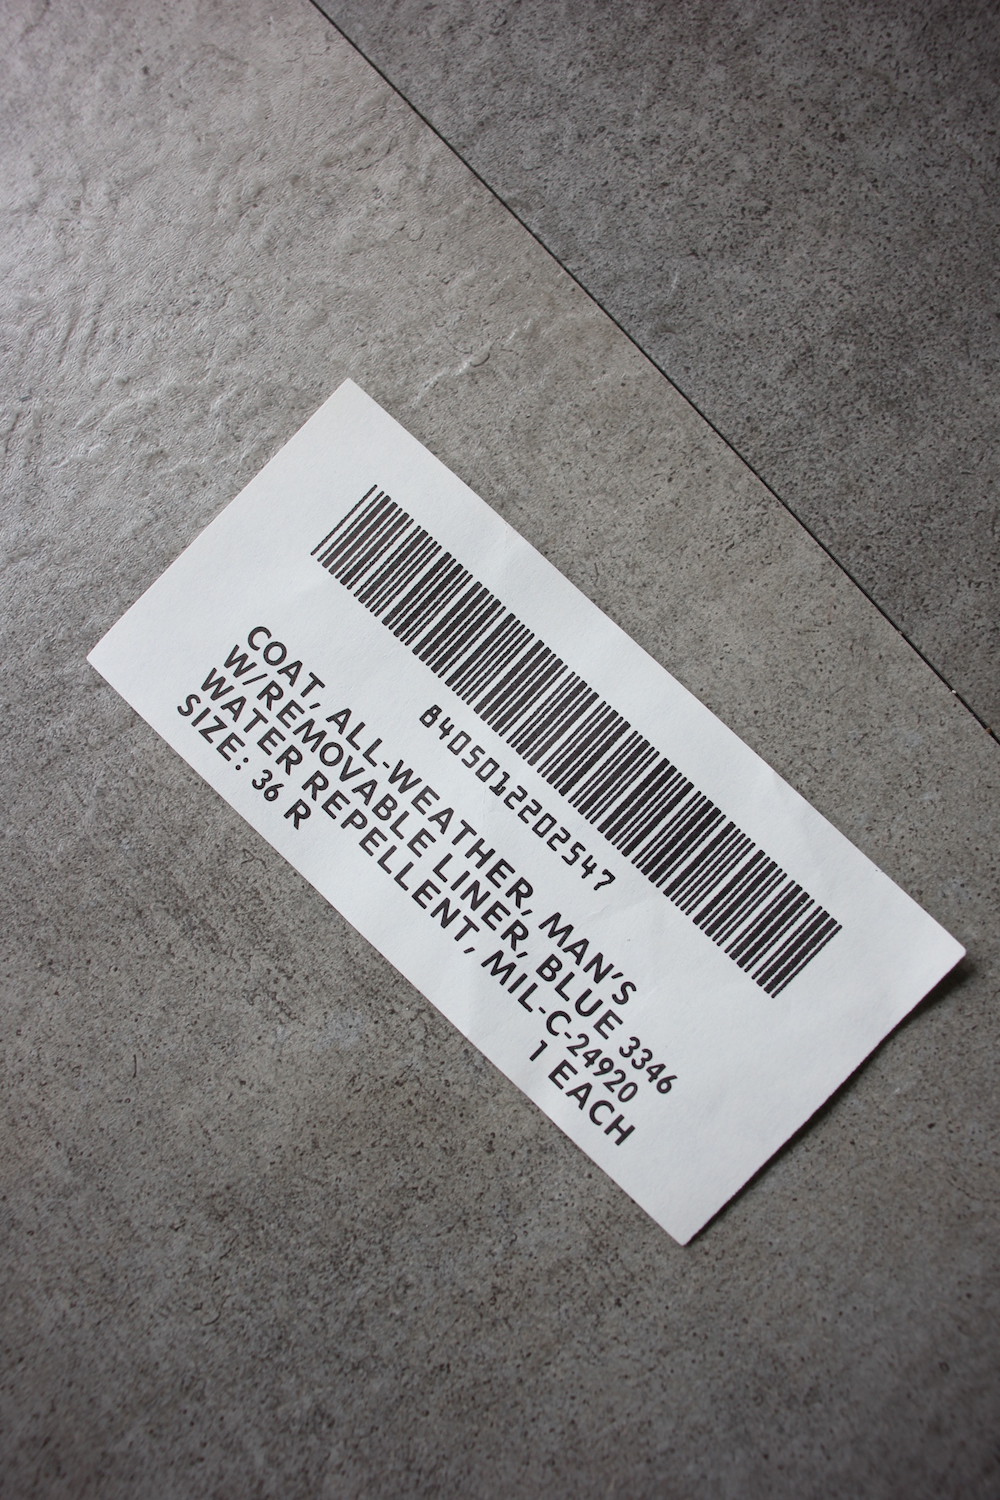 8405012202547
COAT, ALL-WEATHER, MAN'S
W/REMOVABLE LINER, BLUE 3346
WATER REPELLENT, MIL-C-24920
SIZE: 36 R 1 EACH